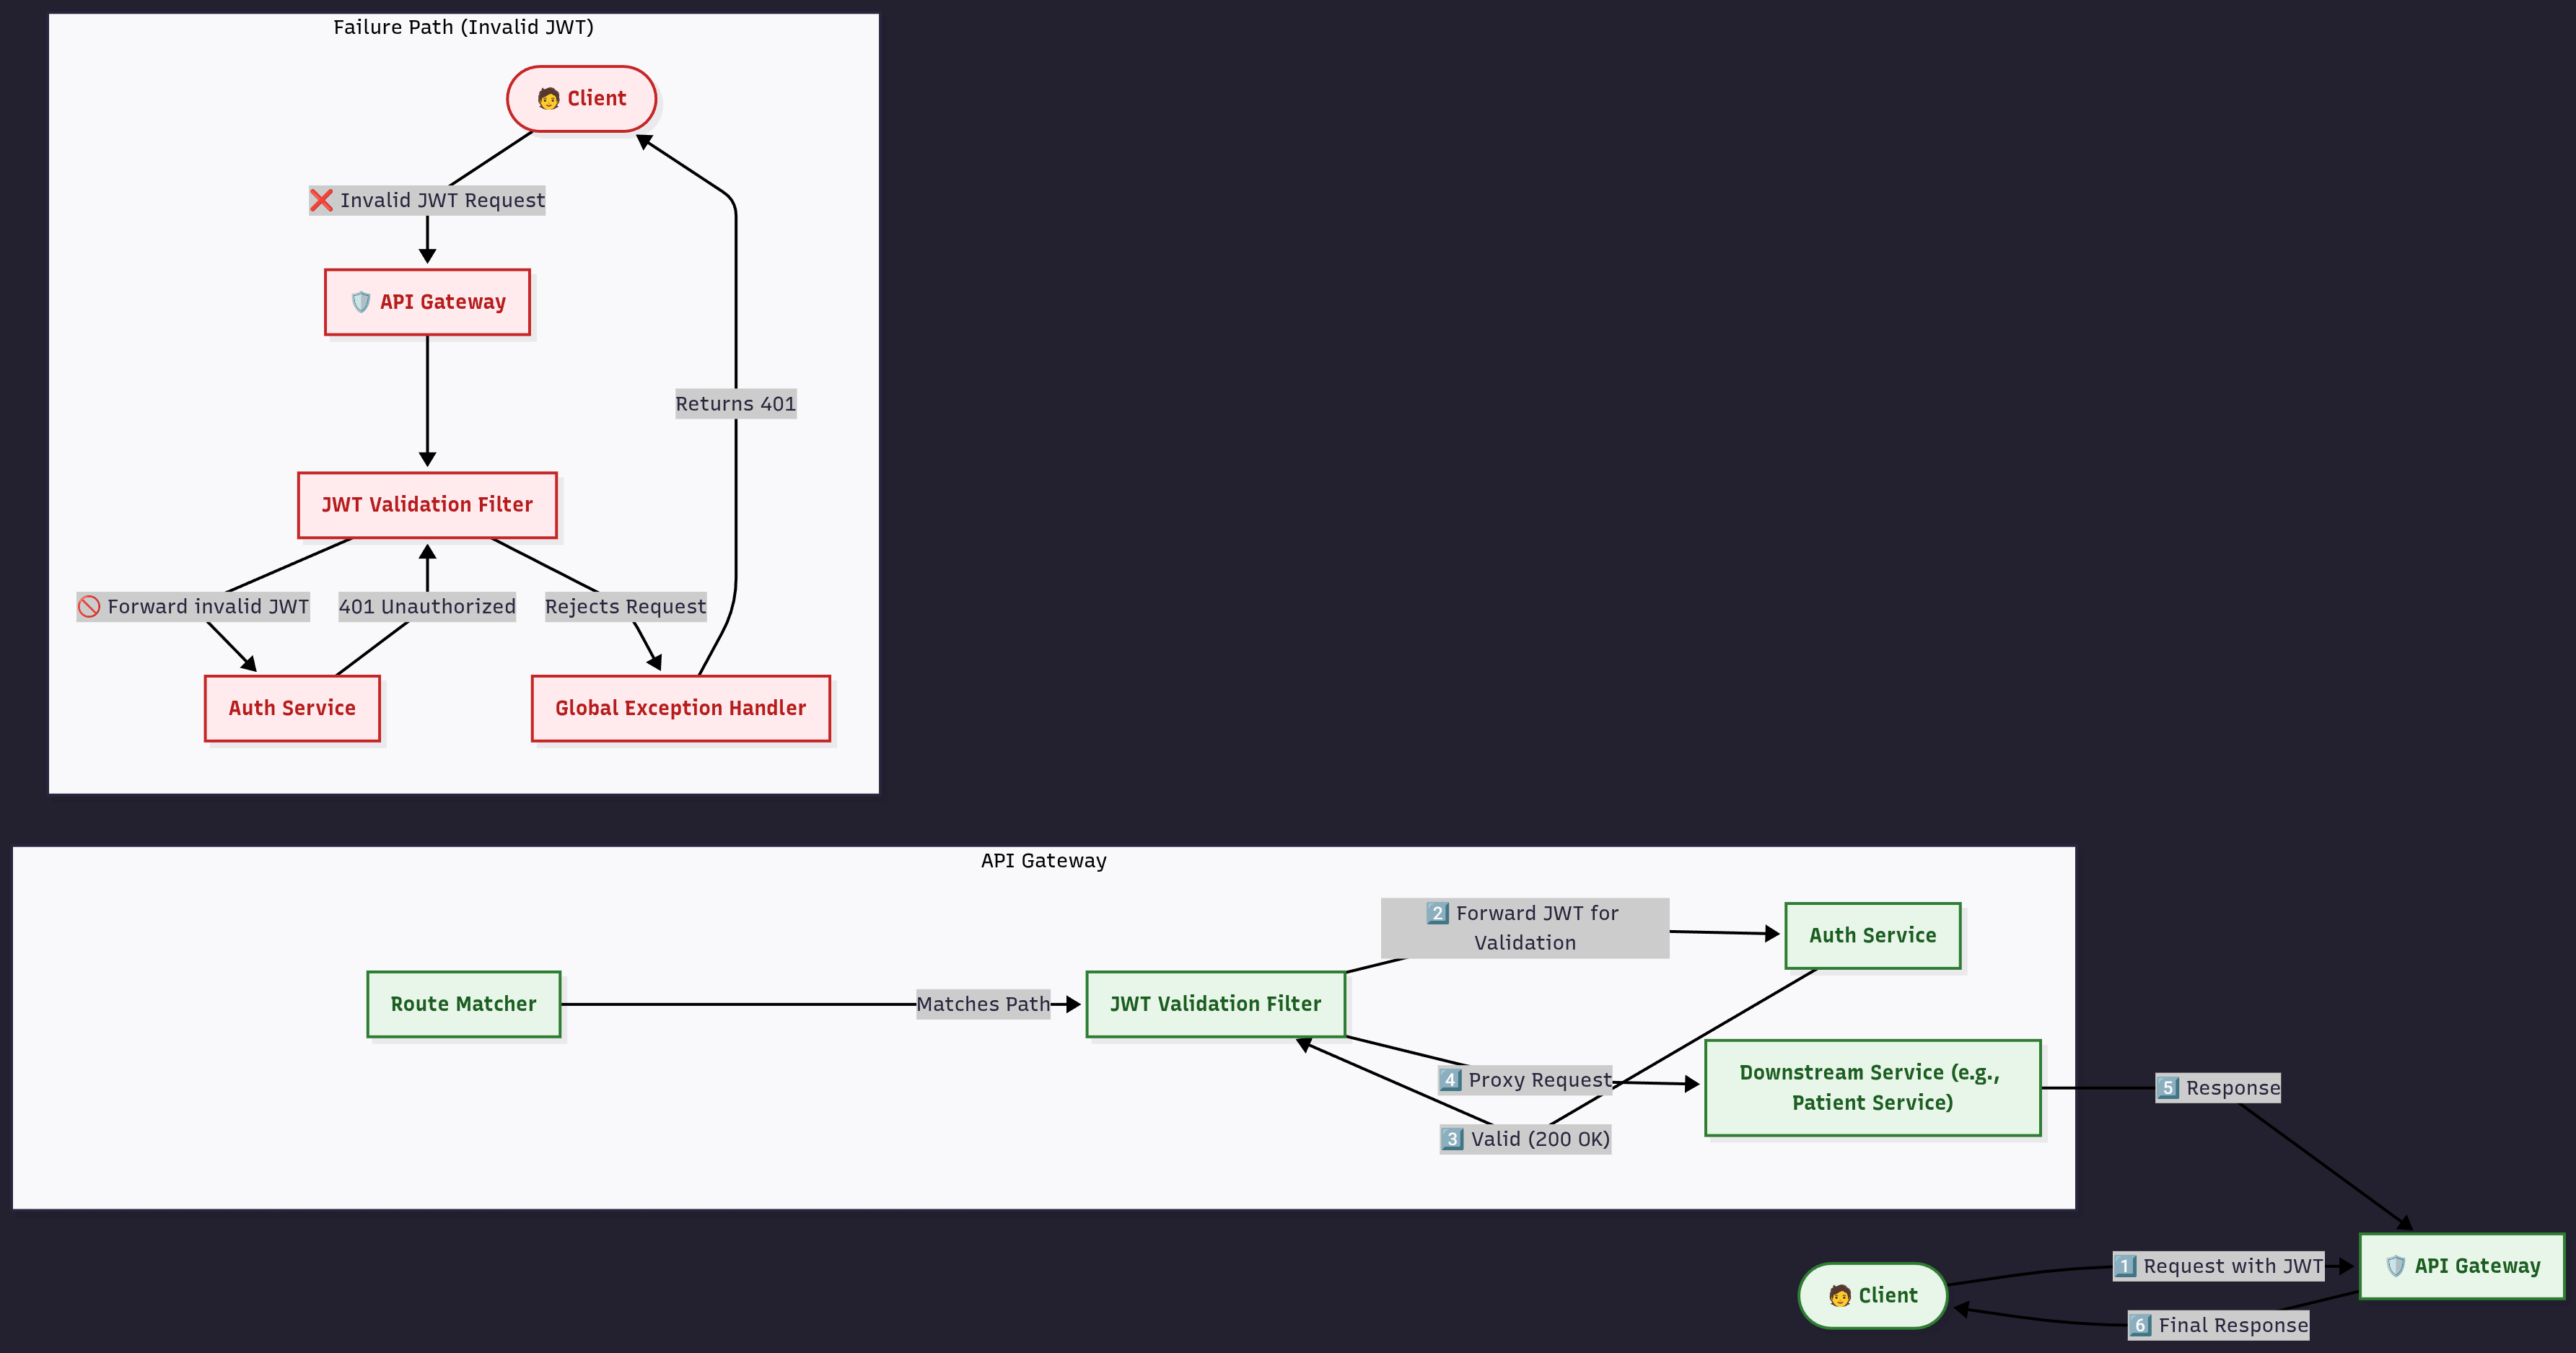 Failure Path (Invalid JWT)
🧑 Client
❌ Invalid JWT Request
🛡️ API Gateway
Returns 401
JWT Validation Filter
🚫 Forward invalid JWT
401 Unauthorized
Rejects Request
Auth Service
Global Exception Handler
API Gateway
2️⃣ Forward JWT for
Validation
Auth Service
Route Matcher
Matches Path
JWT Validation Filter
4️⃣ Proxy Request
Downstream Service (e.g.,
Patient Service)
5️⃣ Response
3️⃣ Valid (200 OK)
1️⃣ Request with JWT
🛡️ API Gateway
🧑 Client
6️⃣ Final Response